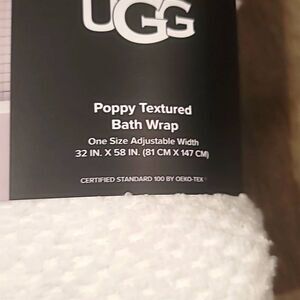 UGG
Poppy Textured
Bath Wrap
One Size Adjustable Width
32 IN. X 58 IN. (81 CM X 147 CM)
CERTIFIED STANDARD 100 BY OEKO-TEX®